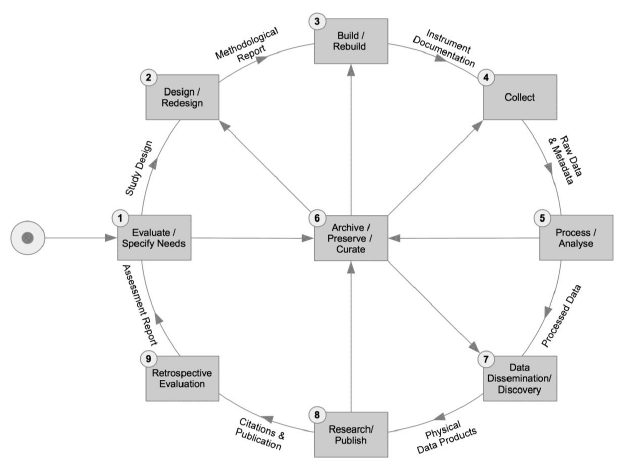 3
Build /
Rebuild
Methodological
Report
Instrument
Documentation
2
Design /
Redesign
4
Collect
Study Design
Raw Data
& Metadata
1
Evaluate /
Specify Needs
6
Archive /
Preserve /
Curate
5
Process /
Analyse
Assessment Report
Processed Data
9
Retrospective
Evaluation
7
Data
Dissemination/
Discovery
8
Research/
Publish
Citations &
Publication
Physical
Data Products